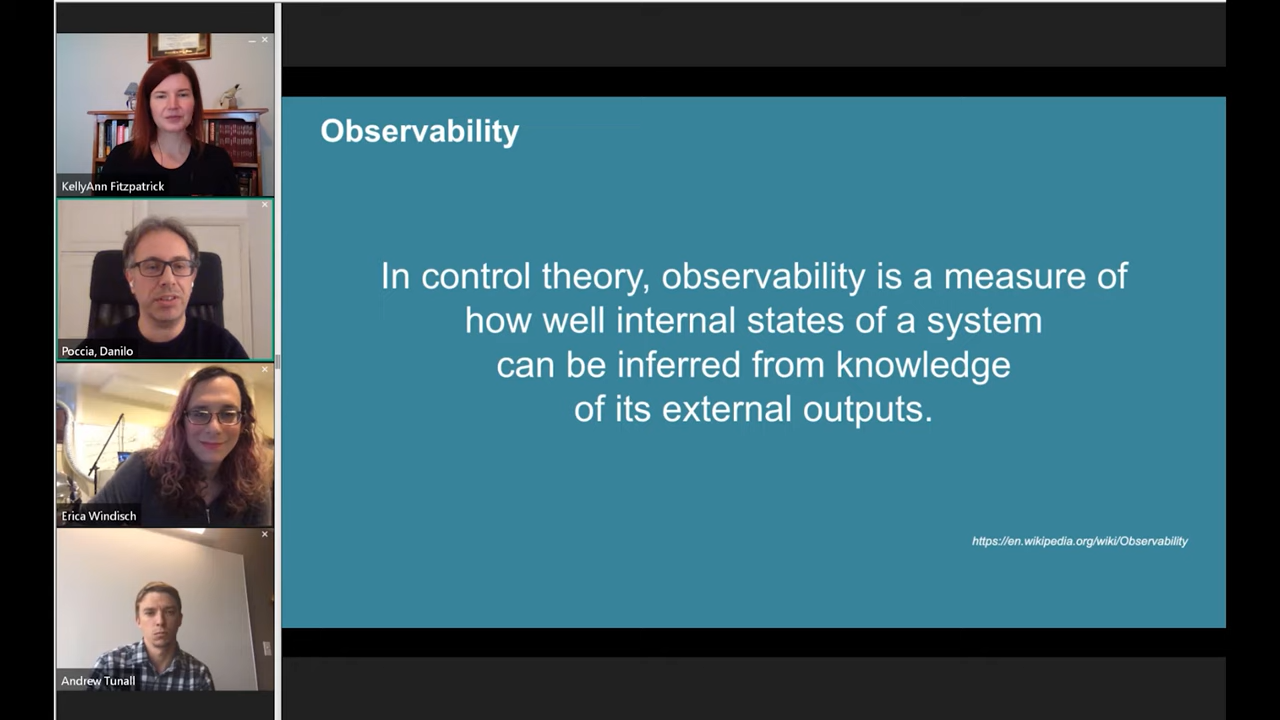 KellyAnn Fitzpatrick
Poccia, Danilo
Erica Windisch
Andrew Tunall
Observability
In control theory, observability is a measure of
how well internal states of a system
can be inferred from knowledge
of its external outputs.
https://en.wikipedia.org/wiki/Observability